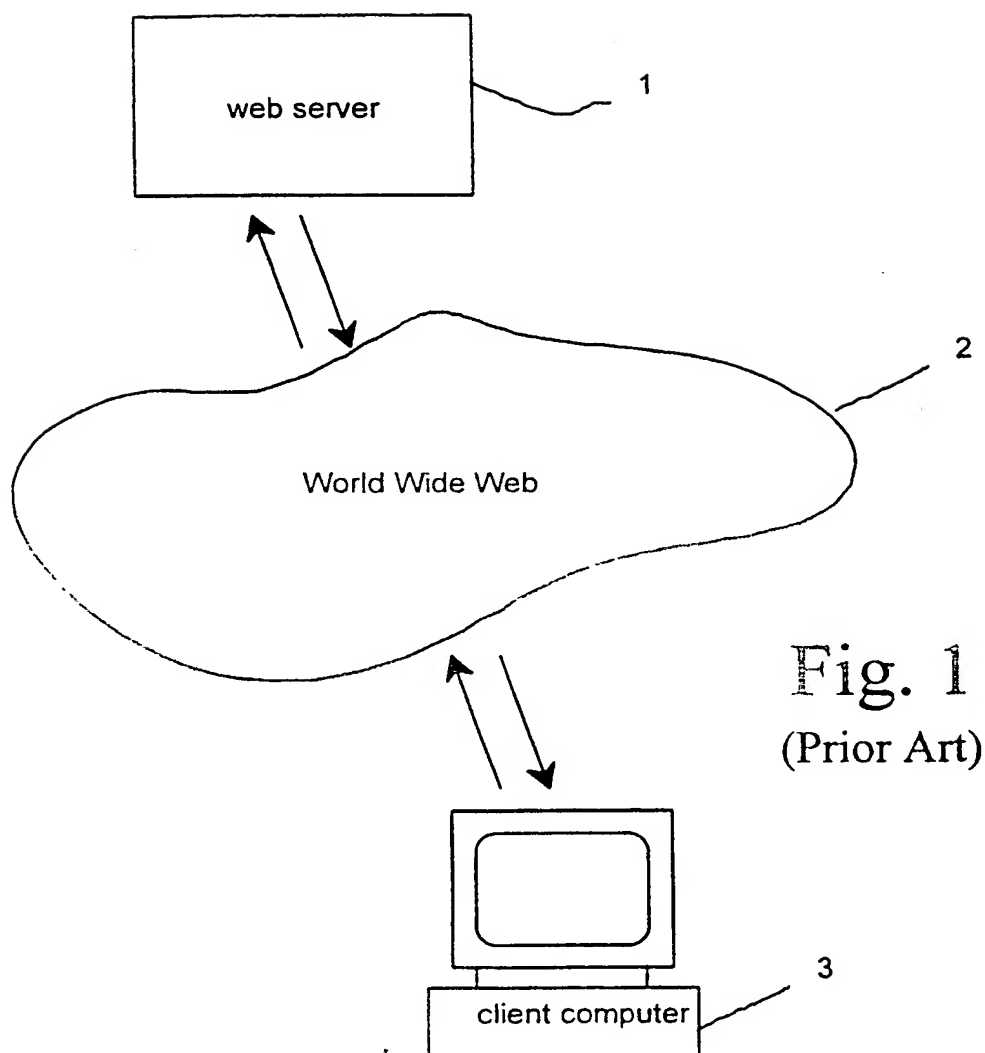 1
web server
2
World Wide Web
Fig. 1
(Prior Art)
3
client computer